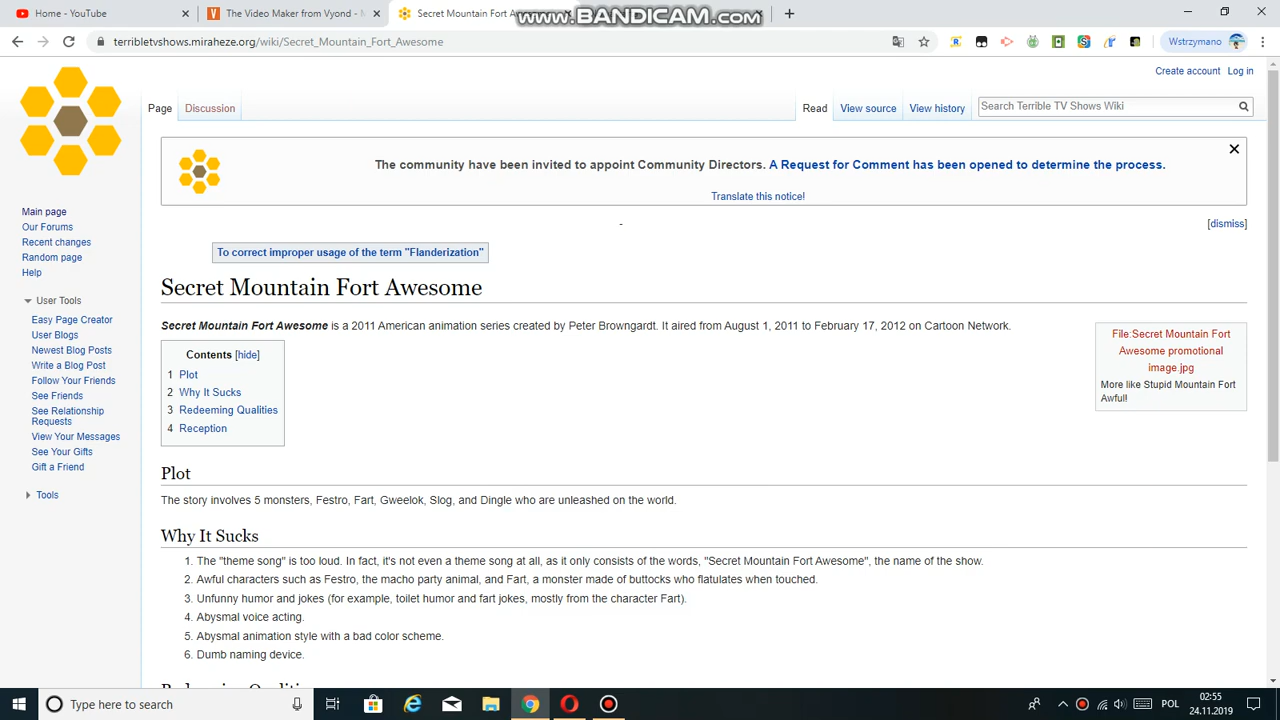 Home - YouTube
The Video Maker from Vyond -
Secret Mountain Fort Awesome
www.BANDICAM.com
terribletvshows.miraheze.org/wiki/Secret_Mountain_Fort_Awesome
Wstrzymano
Create account Log in
Page Discussion Read View source View history Search Terrible TV Shows Wiki
The community have been invited to appoint Community Directors. A Request for Comment has been opened to determine the process.
Translate this notice!
- [dismiss]
To correct improper usage of the term "Flanderization"
Main page
Our Forums
Recent changes
Random page
Help
User Tools
Easy Page Creator
User Blogs
Newest Blog Posts
Write a Blog Post
Follow Your Friends
See Friends
See Relationship
Requests
View Your Messages
See Your Gifts
Gift a Friend
Tools
Secret Mountain Fort Awesome
Secret Mountain Fort Awesome is a 2011 American animation series created by Peter Browngardt. It aired from August 1, 2011 to February 17, 2012 on Cartoon Network.
File:Secret Mountain Fort
Awesome promotional
image.jpg
More like Stupid Mountain Fort
Awful!
Contents [hide]
1 Plot
2 Why It Sucks
3 Redeeming Qualities
4 Reception
Plot
The story involves 5 monsters, Festro, Fart, Gweelok, Slog, and Dingle who are unleashed on the world.
Why It Sucks
1. The "theme song" is too loud. In fact, it's not even a theme song at all, as it only consists of the words, "Secret Mountain Fort Awesome", the name of the show.
2. Awful characters such as Festro, the macho party animal, and Fart, a monster made of buttocks who flatulates when touched.
3. Unfunny humor and jokes (for example, toilet humor and fart jokes, mostly from the character Fart).
4. Abysmal voice acting.
5. Abysmal animation style with a bad color scheme.
6. Dumb naming device.
Type here to search
POL
02:55
24.11.2019